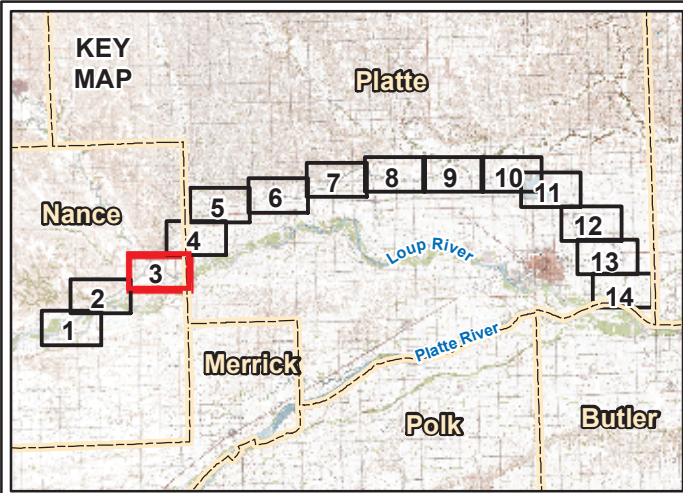 KEY
MAP
Platte
Nance
1
2
3
4
5
6
7
8
9
10
11
12
13
14
Loup River
Platte River
Merrick
Polk
Butler